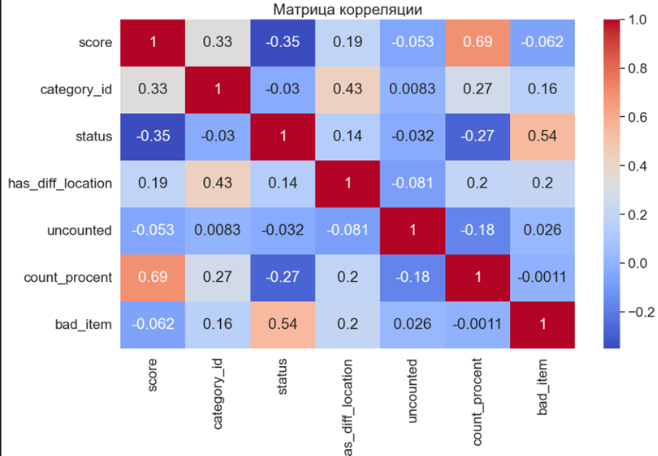 Матрица корреляции
score 1 0.33 -0.35 0.19 -0.053 0.69 -0.062
category_id 0.33 1 -0.03 0.43 0.0083 0.27 0.16
status -0.35 -0.03 1 0.14 -0.032 -0.27 0.54
has_diff_location 0.19 0.43 0.14 1 -0.081 0.2 0.2
uncounted -0.053 0.0083 -0.032 -0.081 1 -0.18 0.026
count_procent 0.69 0.27 -0.27 0.2 -0.18 1 -0.0011
bad_item -0.062 0.16 0.54 0.2 0.026 -0.0011 1
score
category_id
status
as_diff_location
uncounted
count_procent
bad_item
1.0
0.8
0.6
0.4
0.2
0.0
−0.2